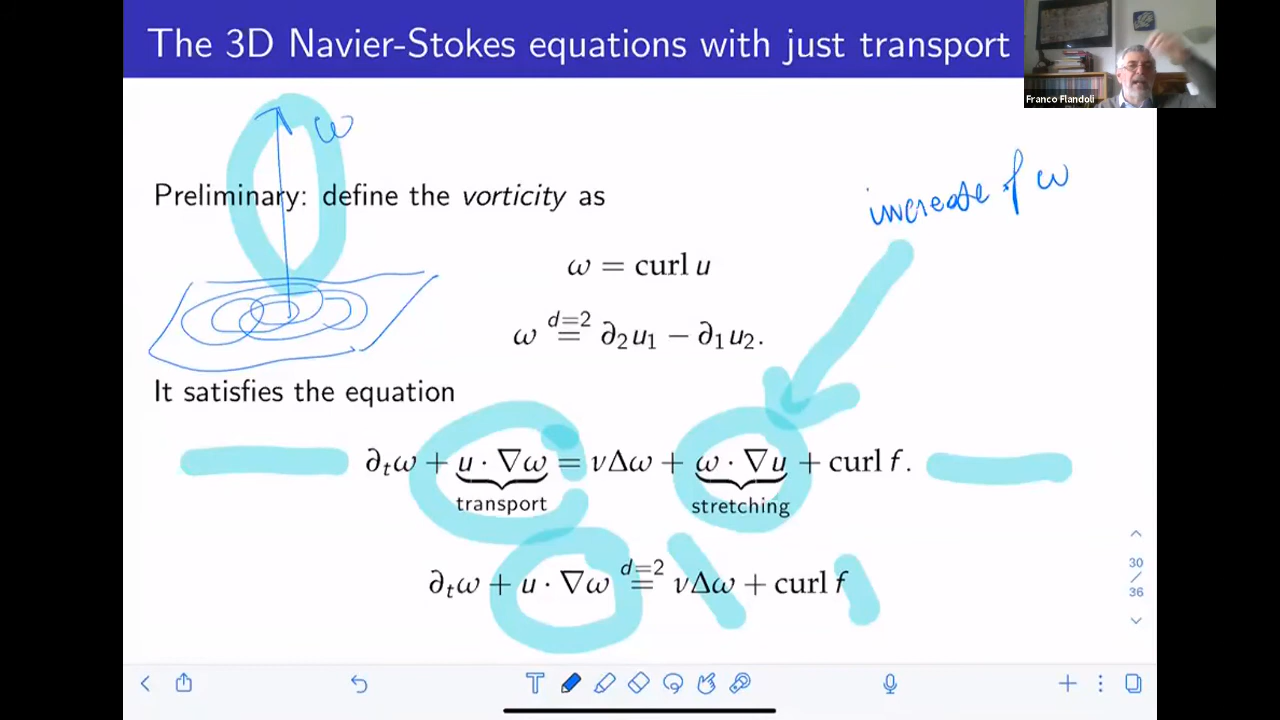 The 3D Navier-Stokes equations with just transport
Franco Flandoli
ω
increase of ω
Preliminary: define the vorticity as
ω = curl u
ω d=2= ∂₂u₁ − ∂₁u₂.
It satisfies the equation
∂ₜω + u · ∇ω = νΔω + ω · ∇u + curl f.
transport stretching
∂ₜω + u · ∇ω d=2= νΔω + curl f
30
/
36
T